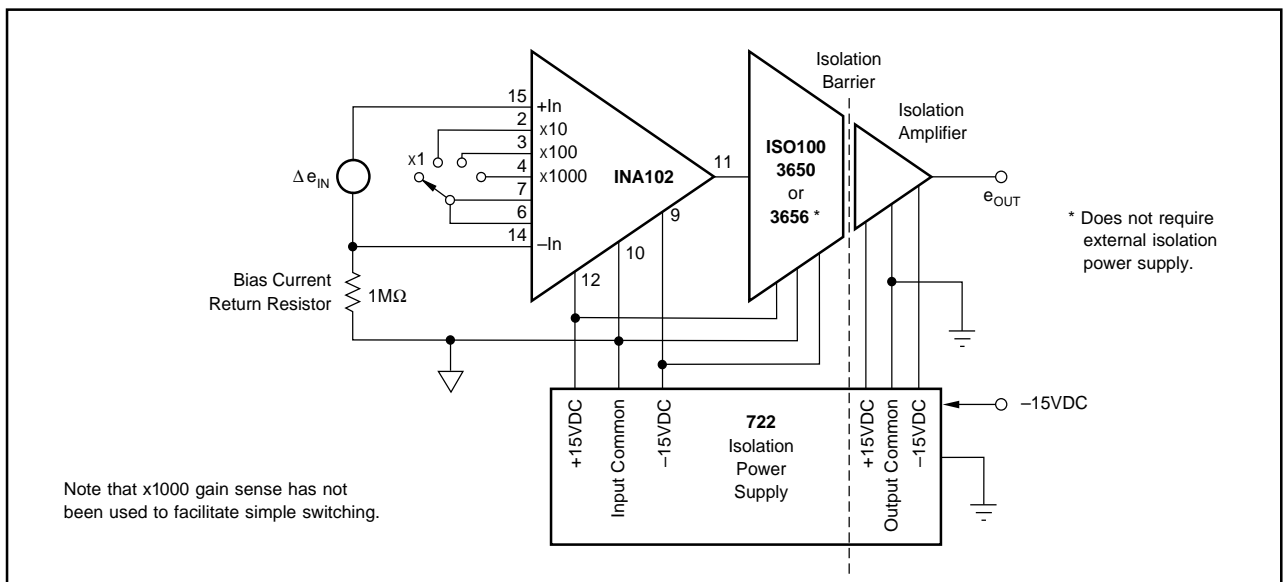 Isolation
Barrier
Isolation
Amplifier
15
+In
2
x10
3
x100
x1
4
x1000
7
6
14
–In
INA102
11
9
10
12
ISO100
3650
or
3656 *
Δ eIN
eOUT
* Does not require
external isolation
power supply.
Bias Current
Return Resistor
1MΩ
+15VDC
Input Common
–15VDC
722
Isolation
Power
Supply
+15VDC
Output Common
–15VDC
–15VDC
Note that x1000 gain sense has not
been used to facilitate simple switching.